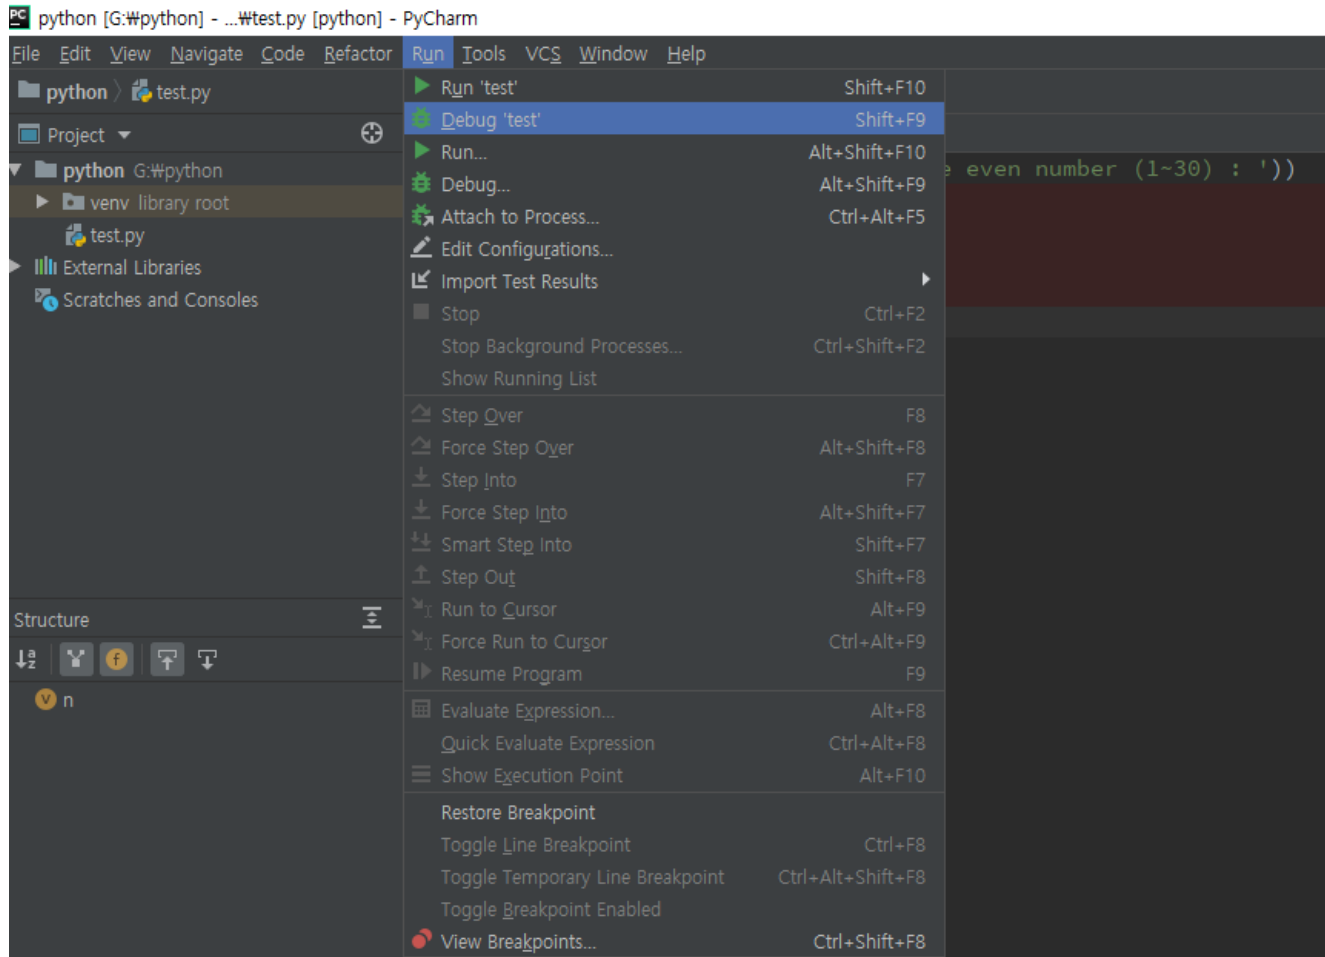 PC python [G:₩python] - ...₩test.py [python] - PyCharm
File Edit View Navigate Code Refactor Run Tools VCS Window Help
python test.py
Project
python G:₩python
venv library root
test.py
External Libraries
Scratches and Consoles
Run 'test' Shift+F10
Debug 'test' Shift+F9
Run... Alt+Shift+F10
Debug... Alt+Shift+F9
Attach to Process... Ctrl+Alt+F5
Edit Configurations...
Import Test Results
Stop Ctrl+F2
Stop Background Processes... Ctrl+Shift+F2
Show Running List
Step Over F8
Force Step Over Alt+Shift+F8
Step Into F7
Force Step Into Alt+Shift+F7
Smart Step Into Shift+F7
Step Out Shift+F8
Run to Cursor Alt+F9
Force Run to Cursor Ctrl+Alt+F9
Resume Program F9
Evaluate Expression... Alt+F8
Quick Evaluate Expression Ctrl+Alt+F8
Show Execution Point Alt+F10
Restore Breakpoint
Toggle Line Breakpoint Ctrl+F8
Toggle Temporary Line Breakpoint Ctrl+Alt+Shift+F8
Toggle Breakpoint Enabled
View Breakpoints... Ctrl+Shift+F8
even number (1~30) : '))
Structure
n